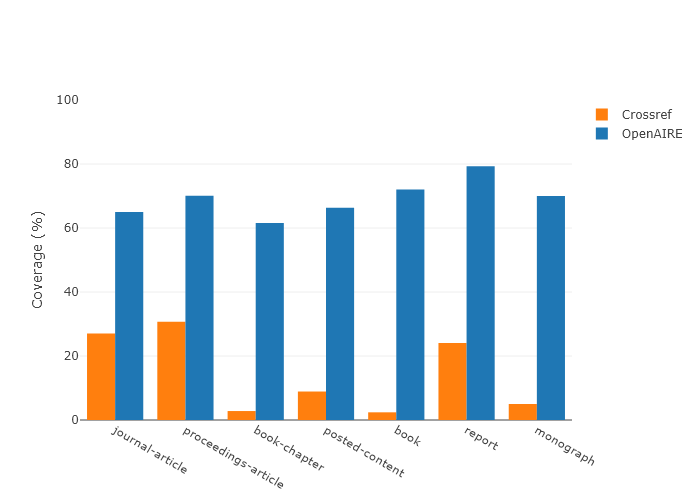 100
80
60
40
20
0
Coverage (%)
journal-article
proceedings-article
book-chapter
posted-content
book
report
monograph
Crossref
OpenAIRE